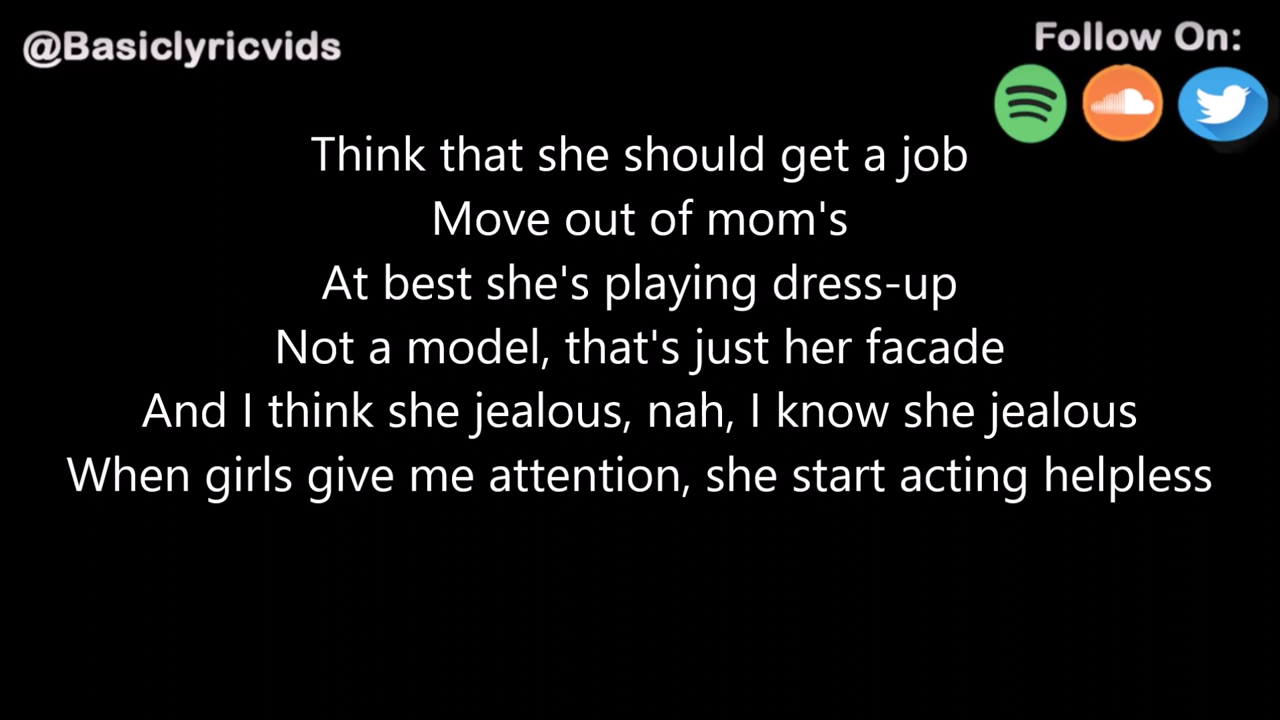 @Basiclyricvids
Follow On:
Think that she should get a job
Move out of mom's
At best she's playing dress-up
Not a model, that's just her facade
And I think she jealous, nah, I know she jealous
When girls give me attention, she start acting helpless